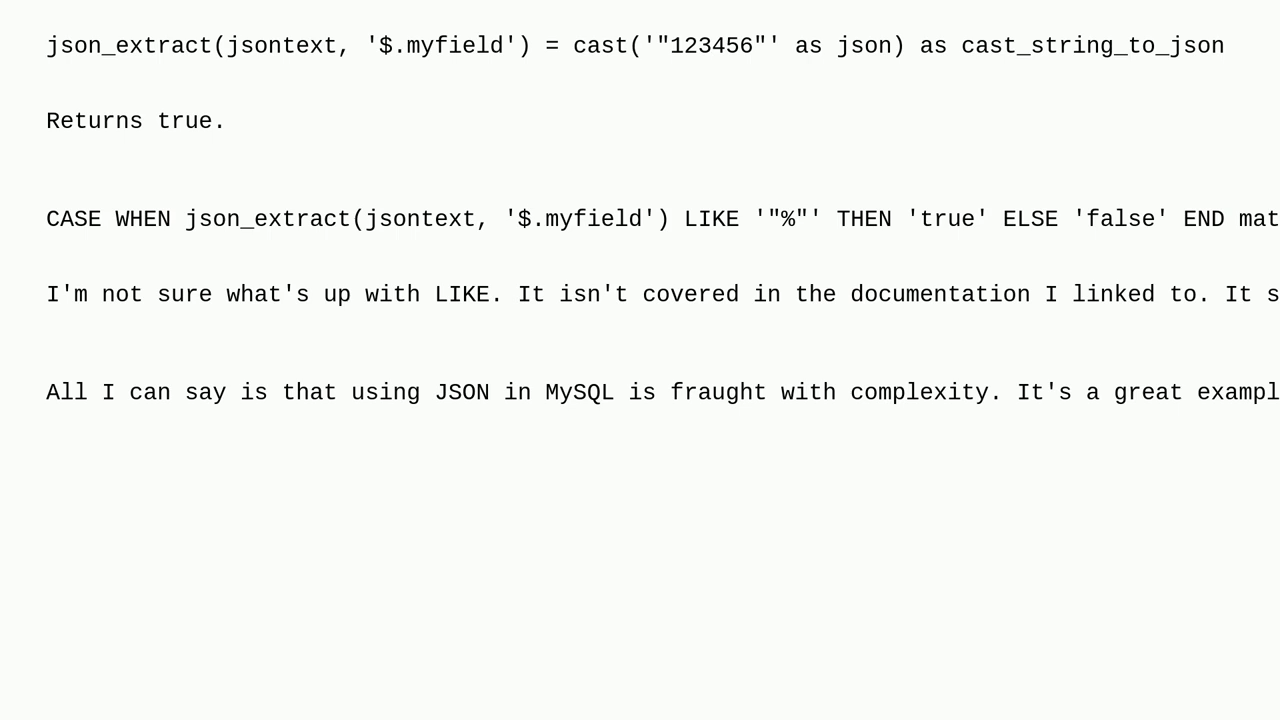 json_extract(jsontext, '$.myfield') = cast('"123456"' as json) as cast_string_to_json
Returns true.
CASE WHEN json_extract(jsontext, '$.myfield') LIKE '"%"' THEN 'true' ELSE 'false' END mat
I'm not sure what's up with LIKE. It isn't covered in the documentation I linked to. It s
All I can say is that using JSON in MySQL is fraught with complexity. It's a great exampl